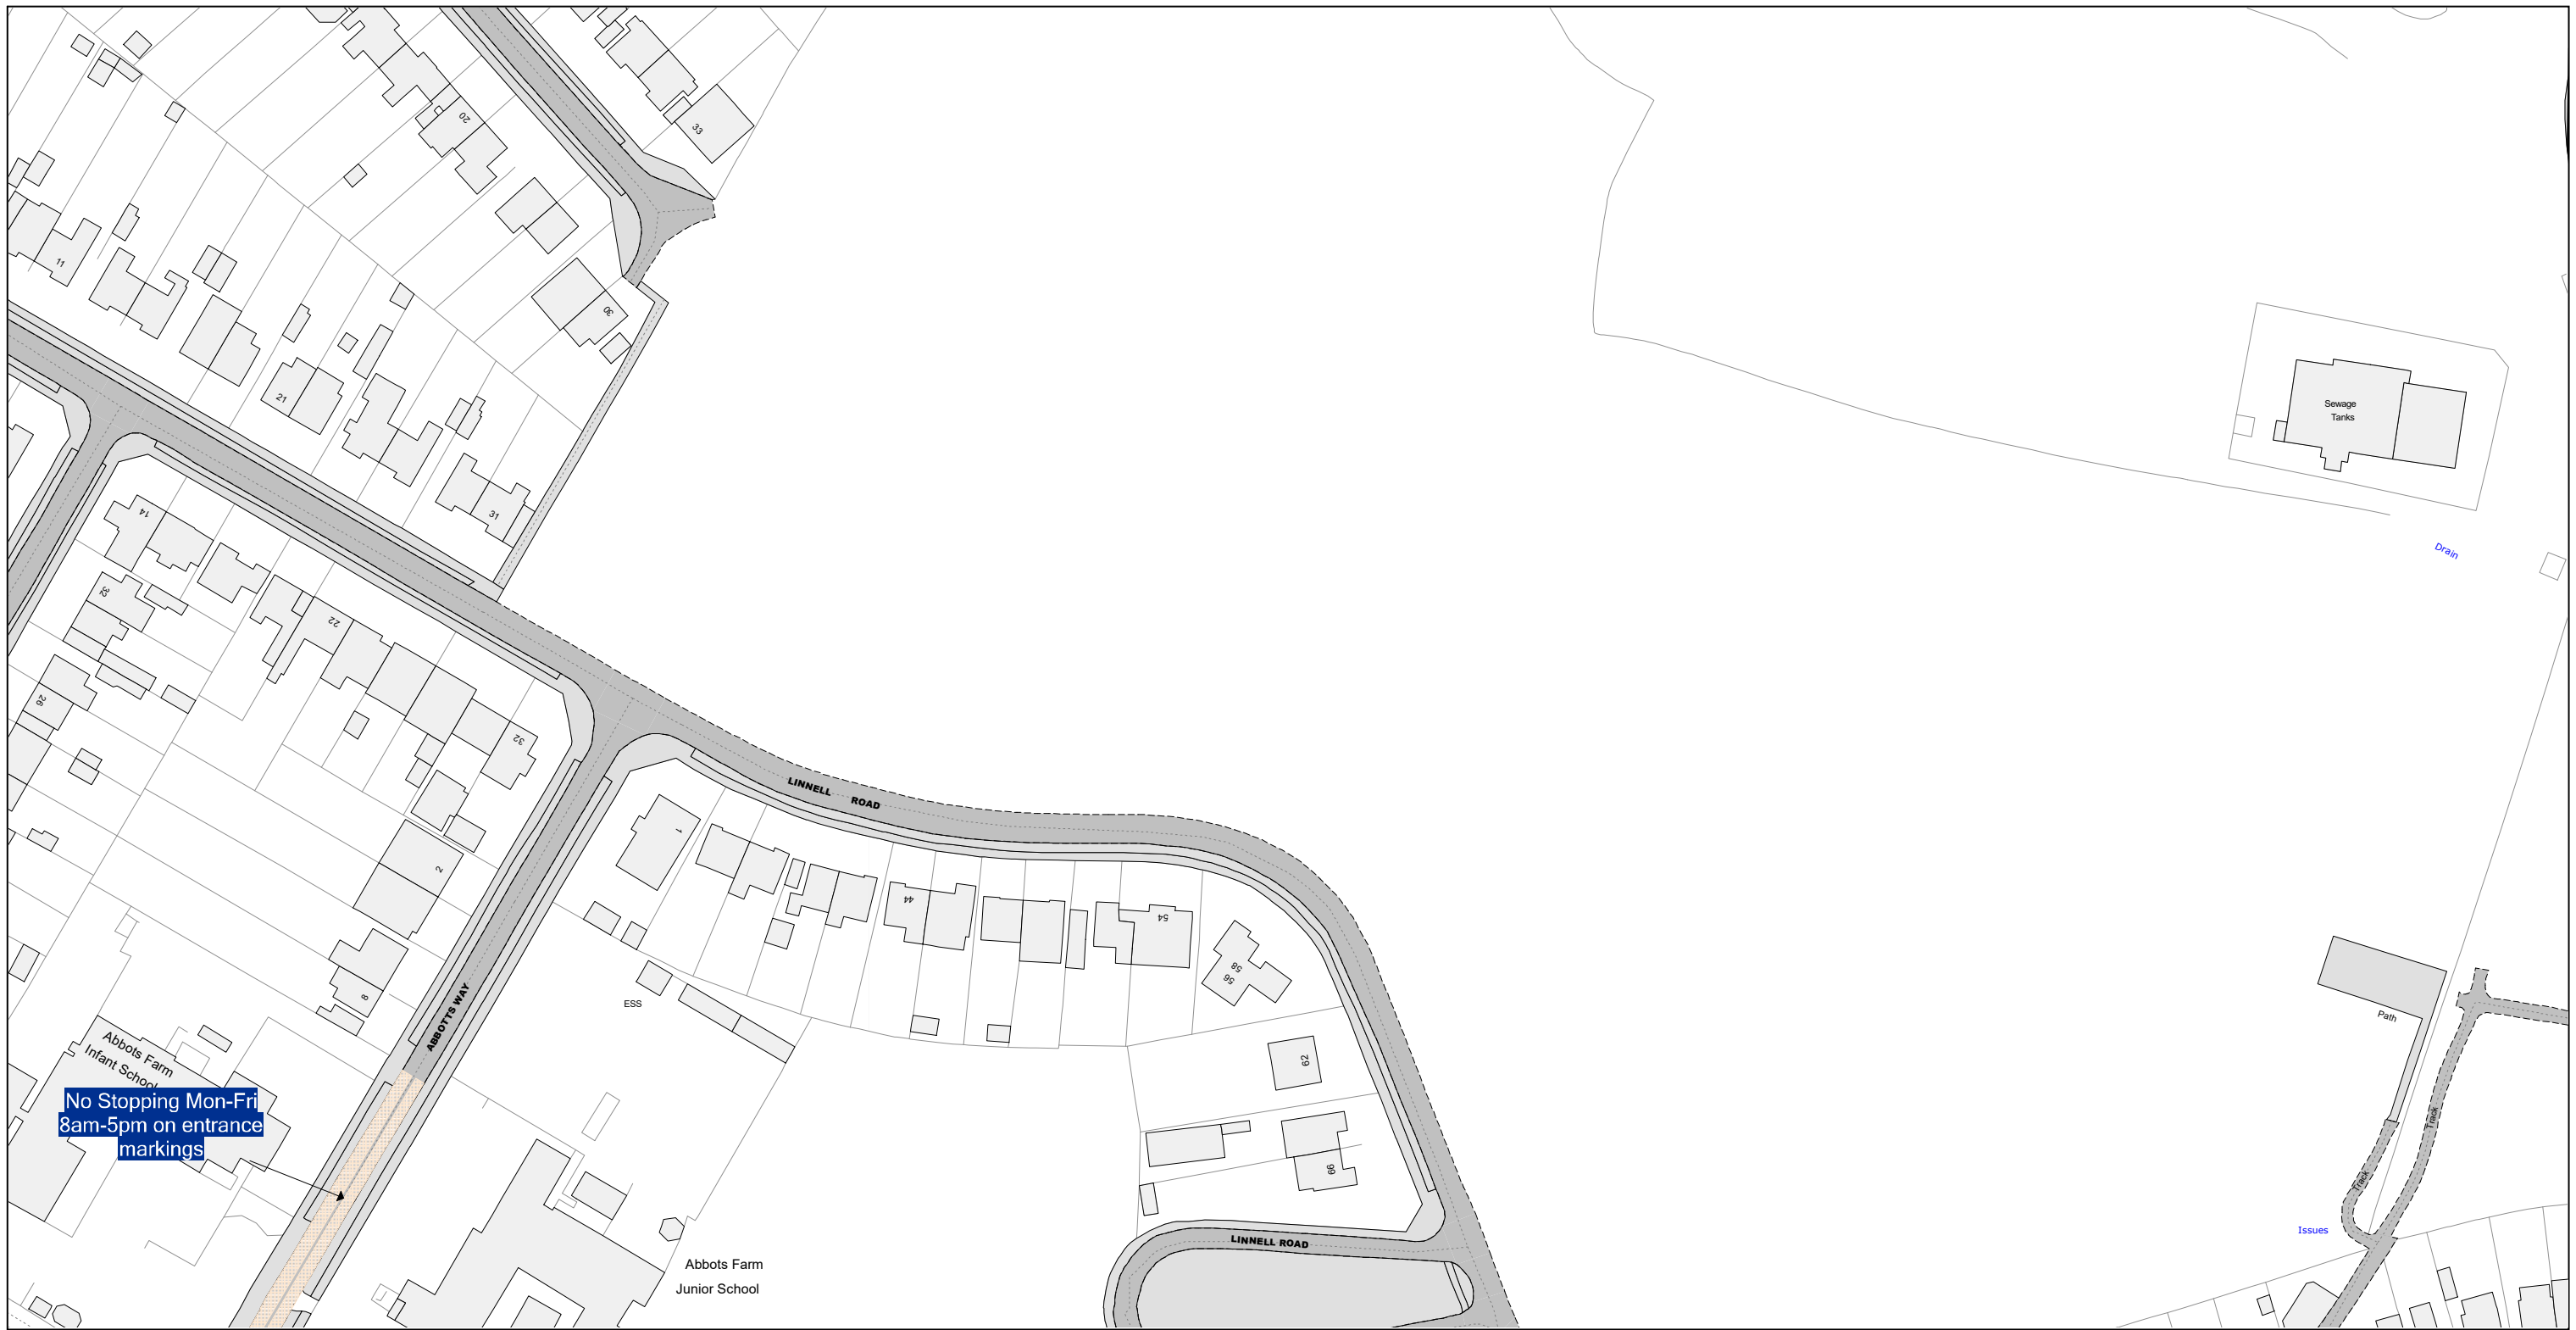 20
33
11
30
Sewage
Tanks
21
31
14
Drain
32
22
26
32
LINNELL ROAD
1
2
44
54
58
56
8
ABBOTTS WAY
ESS
Path
Abbots Farm
Infant School
62
No Stopping Mon-Fri
8am-5pm on entrance
markings
Track
66
Track
Issues
LINNELL ROAD
Abbots Farm
Junior School